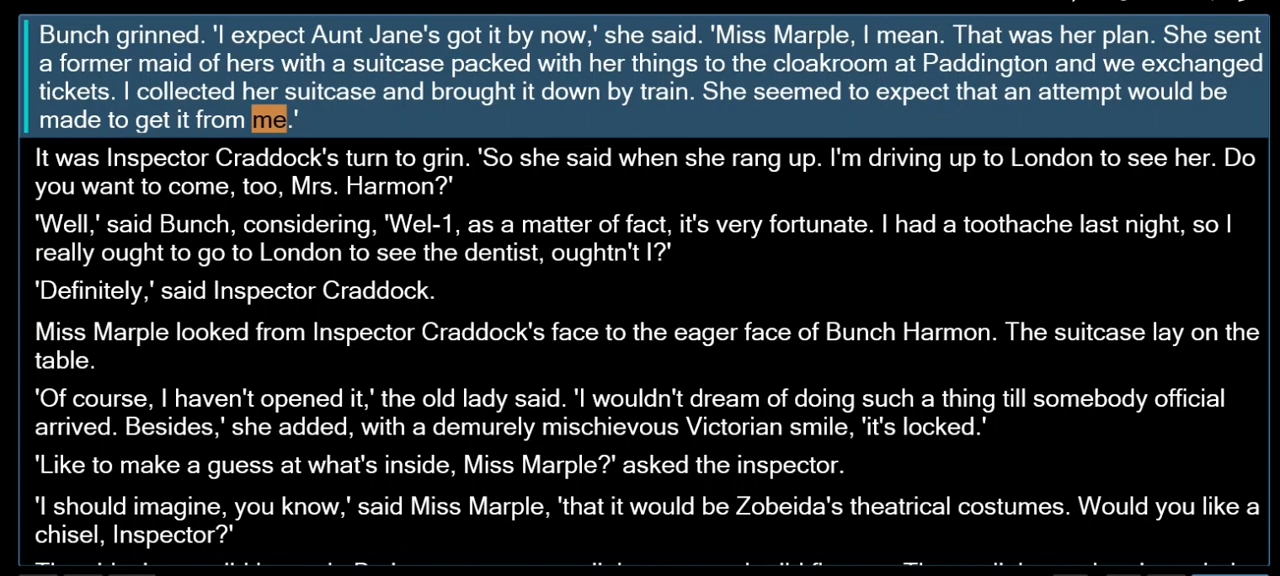 Bunch grinned. 'I expect Aunt Jane's got it by now,' she said. 'Miss Marple, I mean. That was her plan. She sent
a former maid of hers with a suitcase packed with her things to the cloakroom at Paddington and we exchanged
tickets. I collected her suitcase and brought it down by train. She seemed to expect that an attempt would be
made to get it from me.'
It was Inspector Craddock's turn to grin. 'So she said when she rang up. I'm driving up to London to see her. Do
you want to come, too, Mrs. Harmon?'
'Well,' said Bunch, considering, 'Wel-1, as a matter of fact, it's very fortunate. I had a toothache last night, so I
really ought to go to London to see the dentist, oughtn't I?'
'Definitely,' said Inspector Craddock.
Miss Marple looked from Inspector Craddock's face to the eager face of Bunch Harmon. The suitcase lay on the
table.
'Of course, I haven't opened it,' the old lady said. 'I wouldn't dream of doing such a thing till somebody official
arrived. Besides,' she added, with a demurely mischievous Victorian smile, 'it's locked.'
'Like to make a guess at what's inside, Miss Marple?' asked the inspector.
'I should imagine, you know,' said Miss Marple, 'that it would be Zobeida's theatrical costumes. Would you like a
chisel, Inspector?'